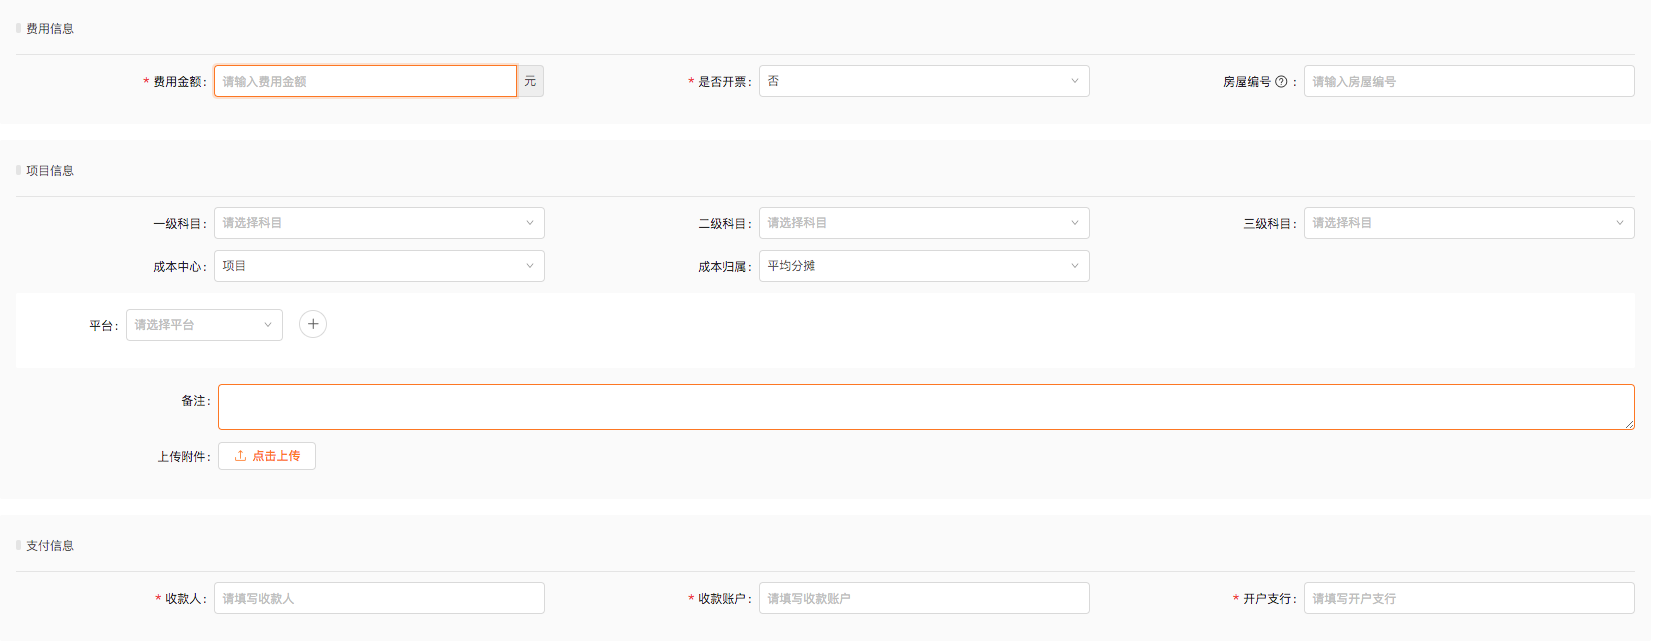 费用信息
* 费用金额: 请输入费用金额 元 * 是否开票: 否 房屋编号 ? : 请输入房屋编号
项目信息
一级科目: 请选择科目 二级科目: 请选择科目 三级科目: 请选择科目
成本中心: 项目 成本归属: 平均分摊
平台: 请选择平台
备注:
上传附件: 点击上传
支付信息
* 收款人: 请填写收款人 * 收款账户: 请填写收款账户 * 开户支行: 请填写开户支行